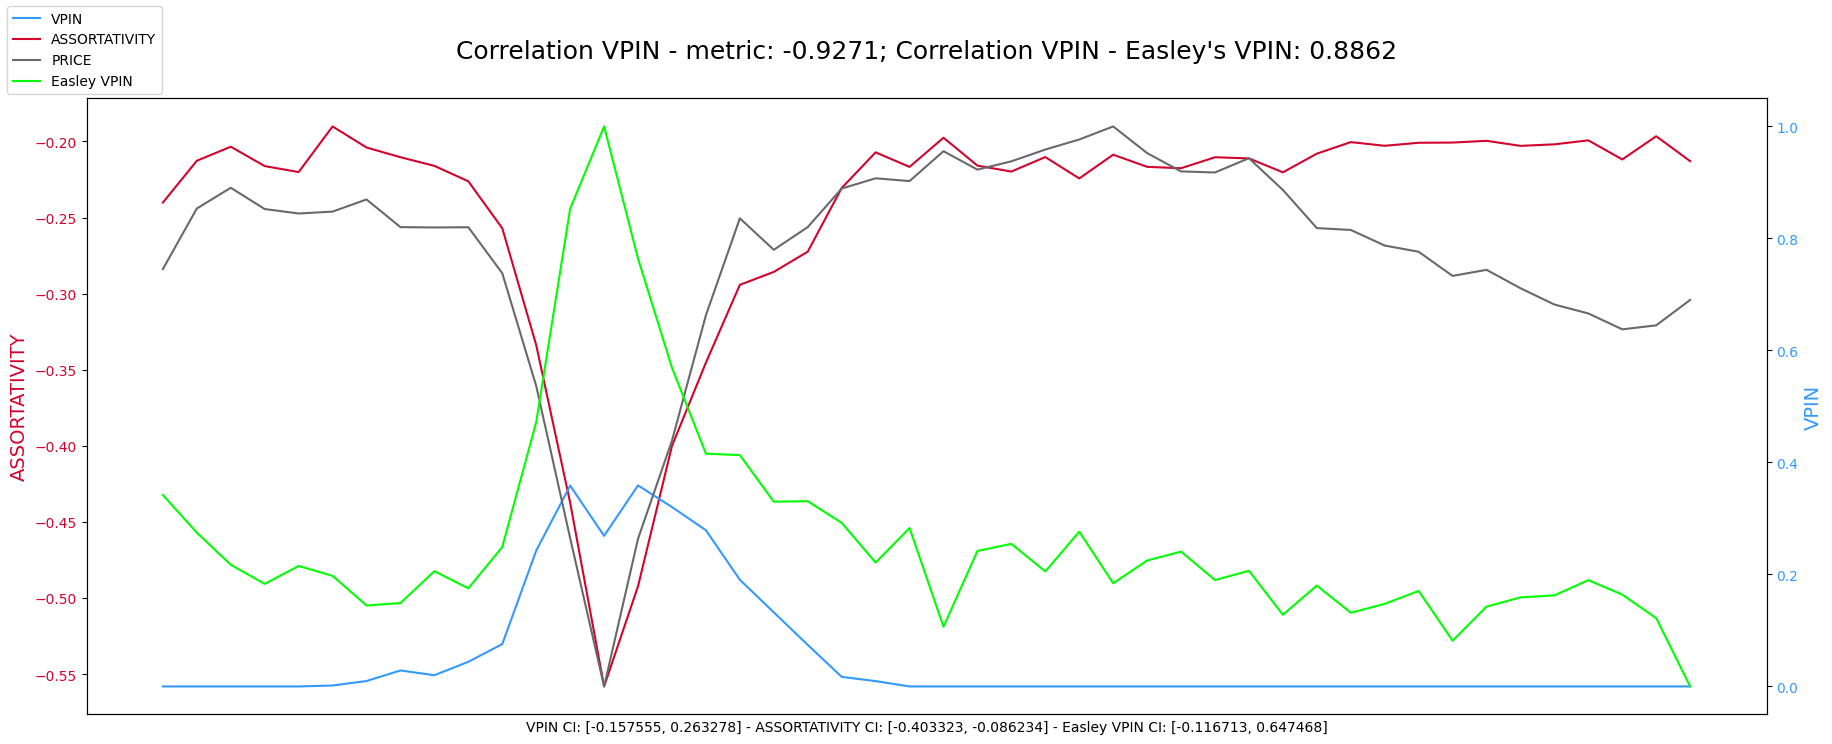 VPIN
ASSORTATIVITY
PRICE
Easley VPIN
Correlation VPIN - metric: -0.9271; Correlation VPIN - Easley's VPIN: 0.8862
ASSORTATIVITY
−0.20
−0.25
−0.30
−0.35
−0.40
−0.45
−0.50
−0.55
1.0
0.8
0.6
0.4
0.2
0.0
VPIN
VPIN CI: [-0.157555, 0.263278] - ASSORTATIVITY CI: [-0.403323, -0.086234] - Easley VPIN CI: [-0.116713, 0.647468]